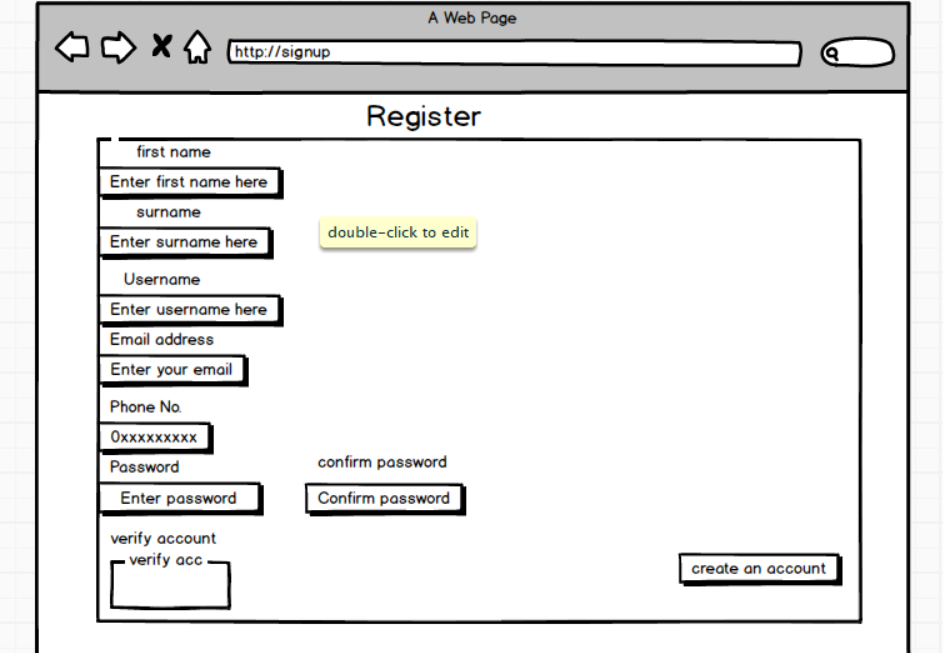 A Web Page
http://signup
Register
first name
Enter first name here
surname
Enter surname here
double-click to edit
Username
Enter username here
Email address
Enter your email
Phone No.
0xxxxxxxxx
Password
confirm password
Enter password
Confirm password
verify account
verify acc
create an account